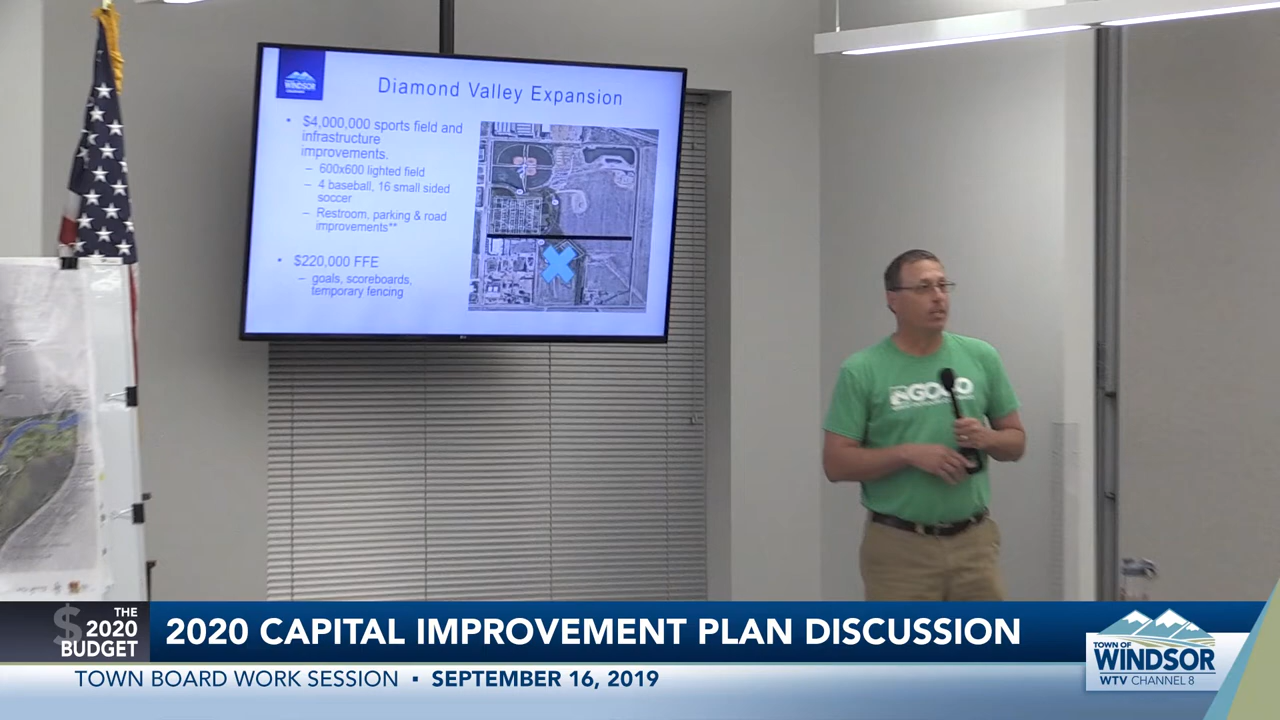 WINDSOR
Diamond Valley Expansion
• $4,000,000 sports field and
infrastructure
improvements.
– 600x600 lighted field
– 4 baseball, 16 small sided
soccer
– Restroom, parking & road
improvements**
• $220,000 FFE
– goals, scoreboards,
temporary fencing
$ THE
2020
BUDGET
2020 CAPITAL IMPROVEMENT PLAN DISCUSSION
TOWN BOARD WORK SESSION ▪ SEPTEMBER 16, 2019
TOWN OF
WINDSOR
WTV CHANNEL 8